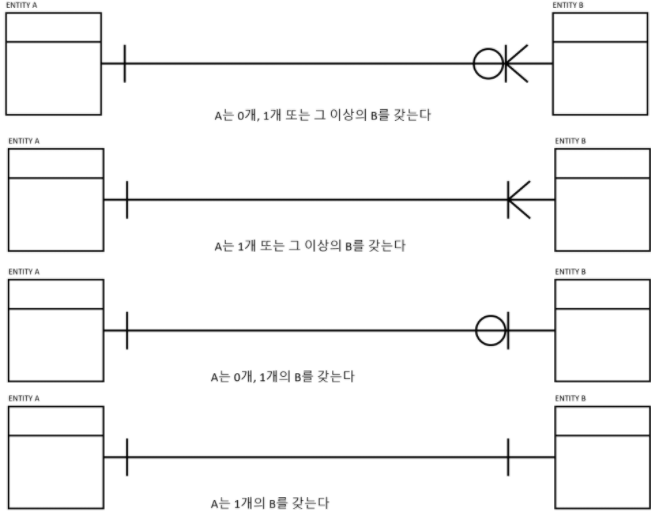 ENTITY A
ENTITY B
A는 0개, 1개 또는 그 이상의 B를 갖는다
ENTITY A
ENTITY B
A는 1개 또는 그 이상의 B를 갖는다
ENTITY A
ENTITY B
A는 0개, 1개의 B를 갖는다
ENTITY A
ENTITY B
A는 1개의 B를 갖는다